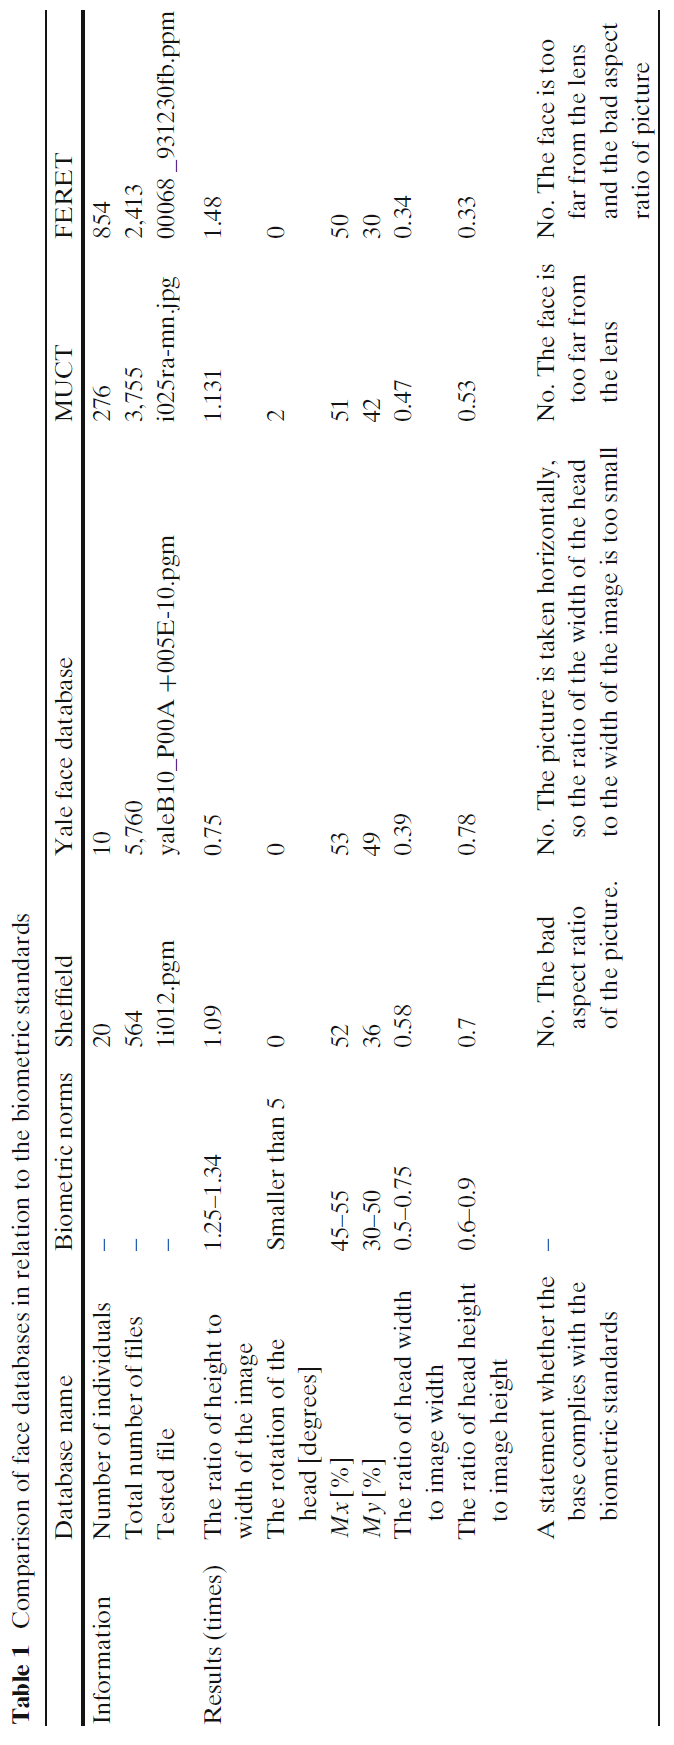 Table 1 Comparison of face databases in relation to the biometric standards
Database name Biometric norms Sheffield Yale face database MUCT FERET
Information Number of individuals – 20 10 276 854
Total number of files – 564 5,760 3,755 2,413
Tested file – 1i012.pgm yaleB10_P00A +005E-10.pgm i025ra-mn.jpg 00068 _931230fb.ppm
Results (times) The ratio of height to 1.25–1.34 1.09 0.75 1.131 1.48
width of the image
The rotation of the Smaller than 5 0 0 2 0
head [degrees]
Mx [%] 45–55 52 53 51 50
My [%] 30–50 36 49 42 30
The ratio of head width 0.5–0.75 0.58 0.39 0.47 0.34
to image width
The ratio of head height 0.6–0.9 0.7 0.78 0.53 0.33
to image height
A statement whether the – No. The bad No. The picture is taken horizontally, No. The face is No. The face is too
base complies with the aspect ratio so the ratio of the width of the head too far from far from the lens
biometric standards of the picture. to the width of the image is too small the lens and the bad aspect
ratio of picture